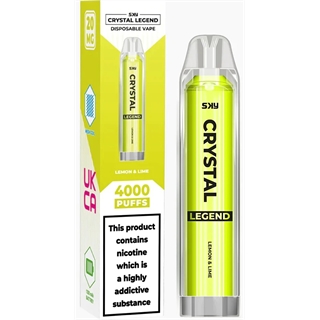 20 MG
UK
CA
SKY
CRYSTAL LEGEND
DISPOSABLE VAPE
LEMON & LIME
4000
PUFFS
This product
contains
nicotine
which is a
highly
addictive
substance
SKY
CRYSTAL
LEGEND
LEMON & LIME